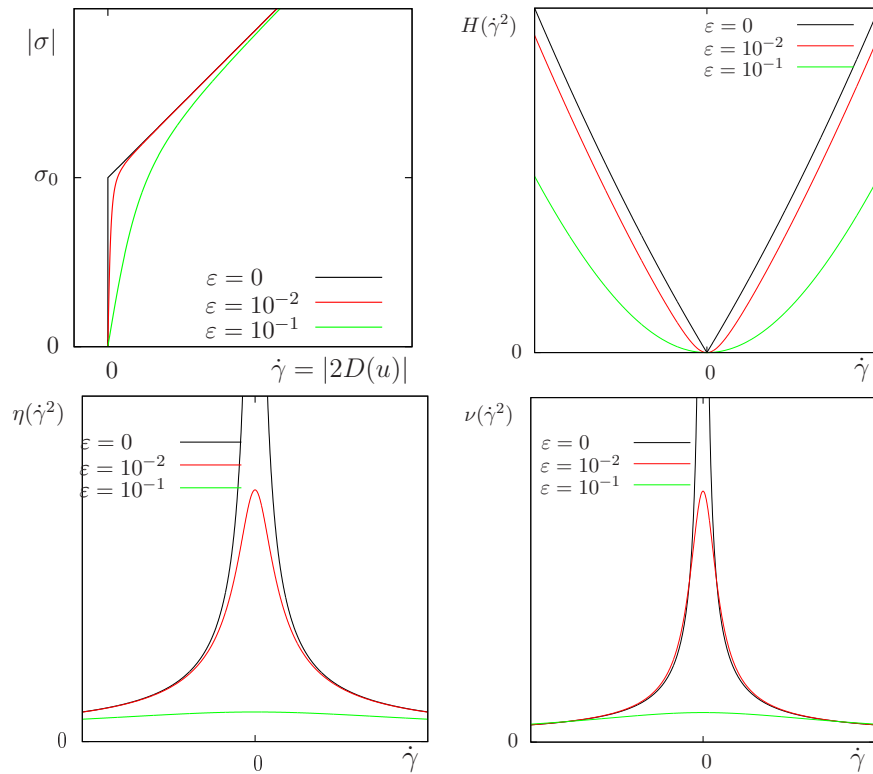 |σ|
σ₀
0
ε = 0
ε = 10⁻²
ε = 10⁻¹
0
γ̇ = |2D(u)|
H(γ̇²)
ε = 0
ε = 10⁻²
ε = 10⁻¹
0
0
γ̇
η(γ̇²)
ε = 0
ε = 10⁻²
ε = 10⁻¹
0
0
γ̇
ν(γ̇²)
ε = 0
ε = 10⁻²
ε = 10⁻¹
0
0
γ̇